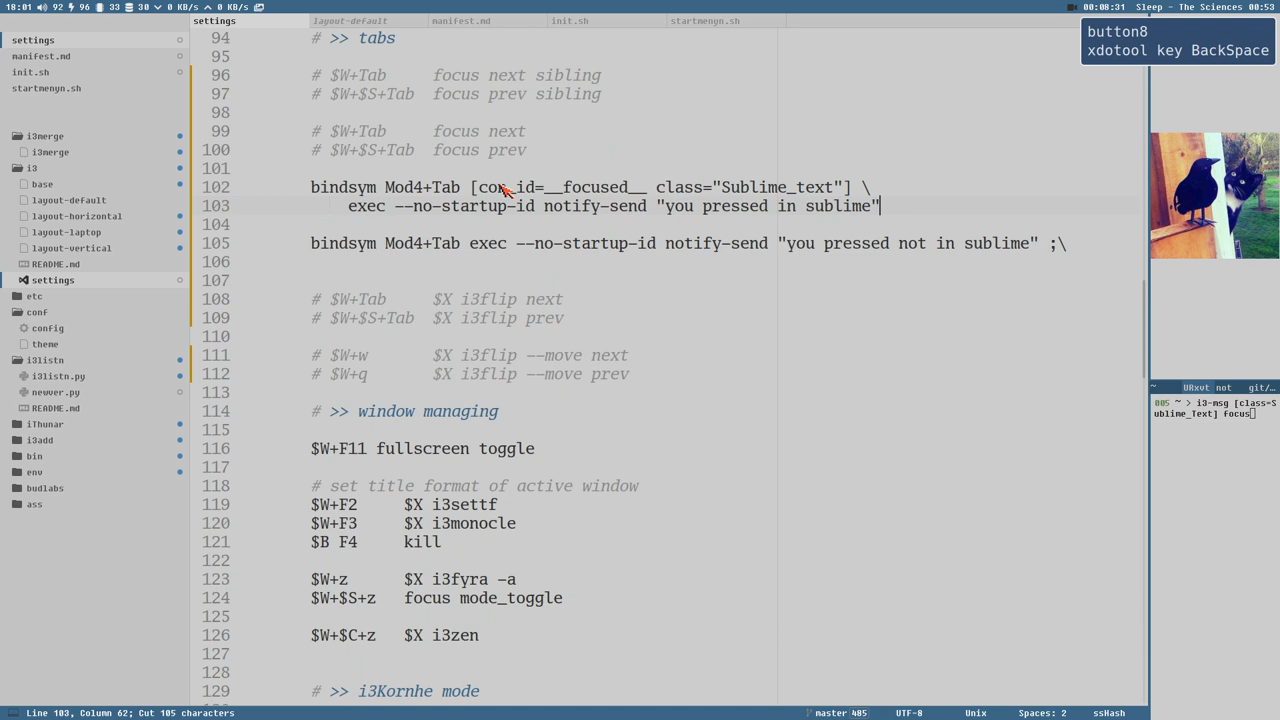 18:01 92 96 33 30 0 KB/s 0 KB/s
00:08:31 Sleep - The Sciences 00:53
settings layout-default manifest.md init.sh startmenyn.sh
button8
xdotool key BackSpace
settings
manifest.md
init.sh
startmenyn.sh
i3merge
i3merge
i3
base
layout-default
layout-horizontal
layout-laptop
layout-vertical
README.md
settings
etc
conf
config
theme
i3listn
i3listn.py
newver.py
README.md
iThunar
i3add
bin
env
budlabs
ass
94 # >> tabs
95
96 # $W+Tab focus next sibling
97 # $W+$S+Tab focus prev sibling
98
99 # $W+Tab focus next
100 # $W+$S+Tab focus prev
101
102 bindsym Mod4+Tab [con_id=__focused__ class="Sublime_text"] \
103 exec --no-startup-id notify-send "you pressed in sublime"
104
105 bindsym Mod4+Tab exec --no-startup-id notify-send "you pressed not in sublime" ;\
106
107
108 # $W+Tab $X i3flip next
109 # $W+$S+Tab $X i3flip prev
110
111 # $W+w $X i3flip --move next
112 # $W+q $X i3flip --move prev
113
114 # >> window managing
115
116 $W+F11 fullscreen toggle
117
118 # set title format of active window
119 $W+F2 $X i3settf
120 $W+F3 $X i3monocle
121 $B F4 kill
122
123 $W+z $X i3fyra -a
124 $W+$S+z focus mode_toggle
125
126 $W+$C+z $X i3zen
127
128
129 # >> i3Kornhe mode
~ URxvt not git/…
005 ~ > i3-msg [class=S
ublime_Text] focus
Line 103, Column 62; Cut 105 characters
master 485 UTF-8 Unix Spaces: 2 ssHash